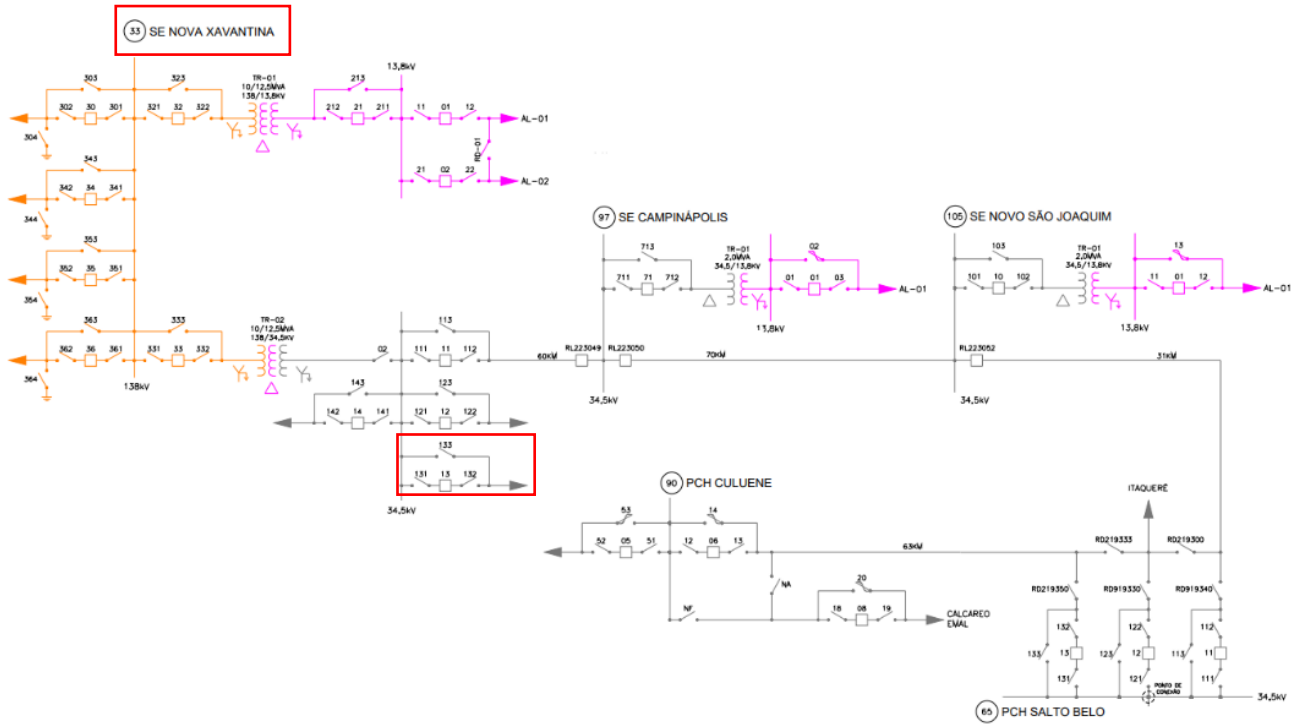 33 SE NOVA XAVANTINA
303
323
TR-01
10/12,5MVA
138/13,8KV
213
13,8kV
302 30 301 321 32 322
212 21 211 11 01 12
AL-01
304
RD-01
343
342 34 341
21 02 22
AL-02
344
353
352 35 351
354
363
333
TR-02
10/12,5MVA
138/34,5KV
362 36 361 331 33 332
364
138kV
02
113
111 11 112
143
123
142 14 141 121 12 122
133
131 13 132
34,5kV
60KM
RL223049
RL223050
97 SE CAMPINÁPOLIS
713
711 71 712
TR-01
2,0MVA
34,5/13,8KV
02
01 01 03
AL-01
13,8kV
34,5kV
70KM
105 SE NOVO SÃO JOAQUIM
103
101 10 102
TR-01
2,0MVA
34,5/13,8KV
13
11 01 12
AL-01
13,8kV
RL223052
31KM
34,5kV
90 PCH CULUENE
53
14
52 05 51 12 06 13
63KM
NA
NF
20
18 08 19
CALCAREO
EMAL
ITAQUERÊ
RD219333
RD219300
RD219350
RD919330
RD919340
132
133
13
131
122
123
12
121
112
113
11
111
PONTO DE
CONEXÃO
34,5kV
65 PCH SALTO BELO